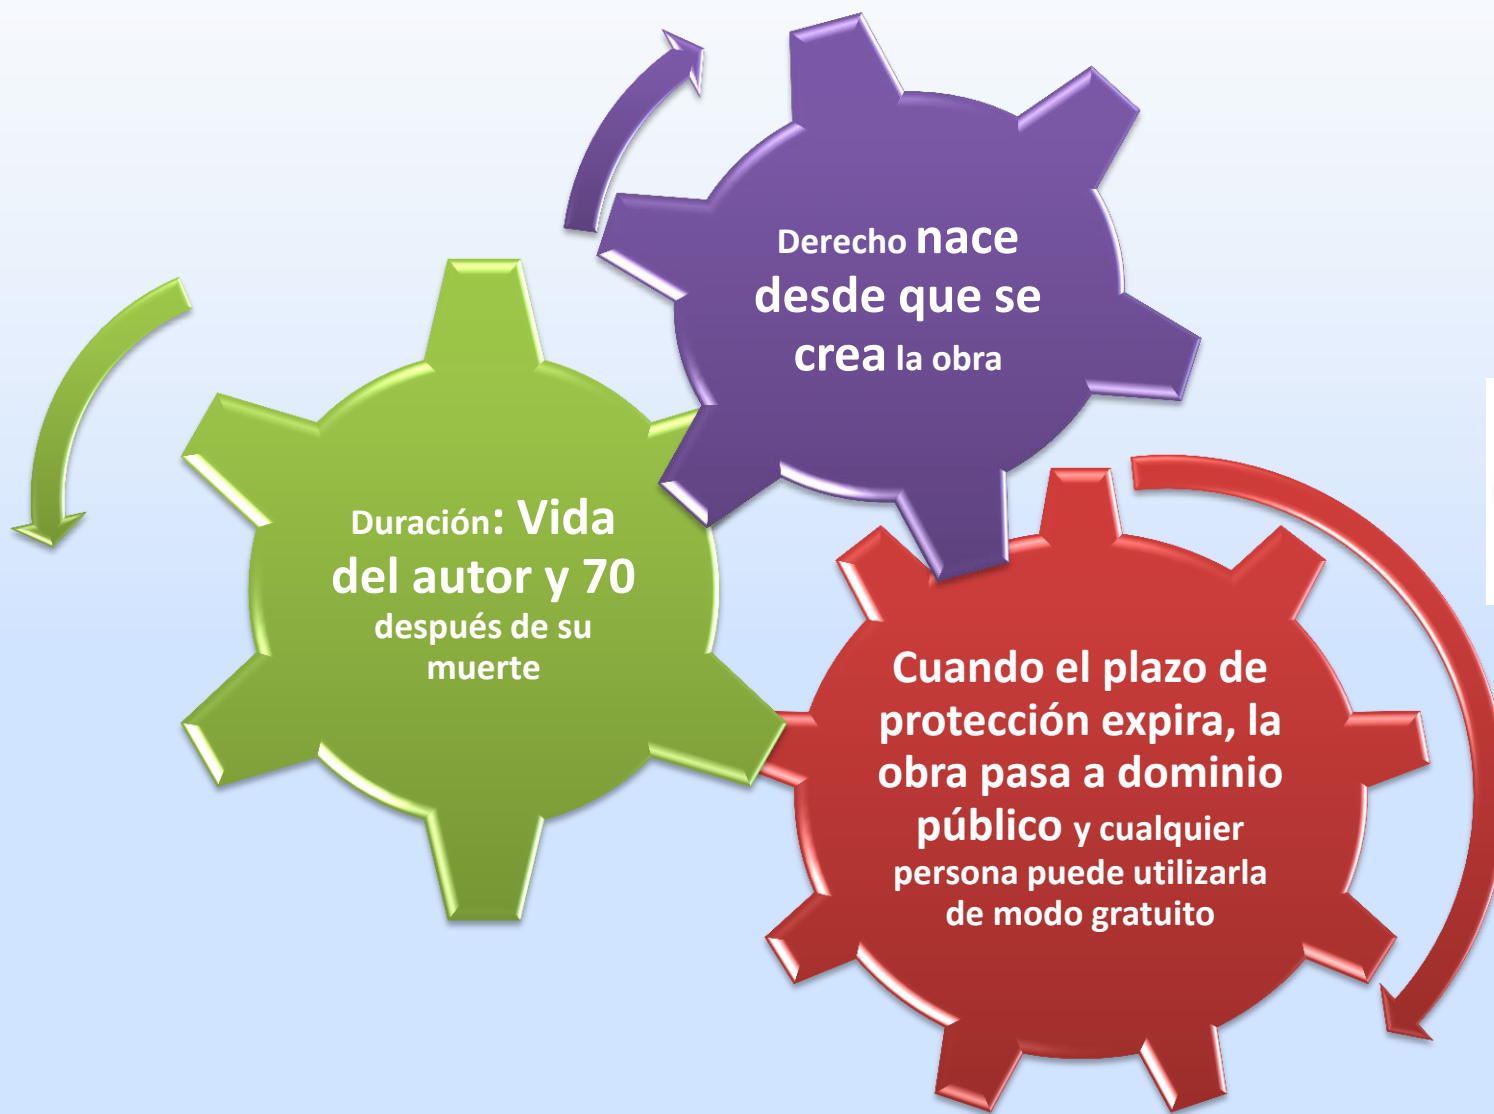 Derecho nace
desde que se
crea la obra
Duración: Vida
del autor y 70
después de su
muerte
Cuando el plazo de
protección expira, la
obra pasa a dominio
público y cualquier
persona puede utilizarla
de modo gratuito